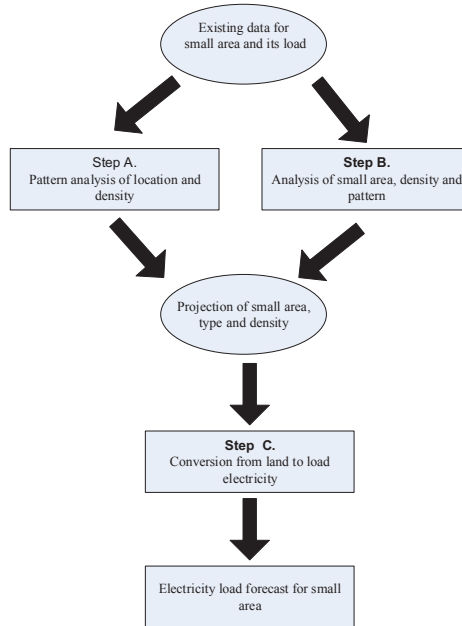 Existing data for
small area and its load
Step A.
Pattern analysis of location and
density
Step B.
Analysis of small area, density and
pattern
Projection of small area,
type and density
Step C.
Conversion from land to load
electricity
Electricity load forecast for small
area